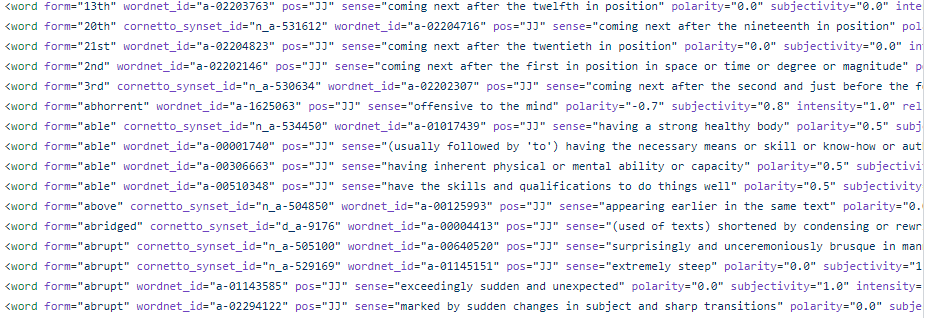 <word form="13th" wordnet_id="a-02203763" pos="JJ" sense="coming next after the twelfth in position" polarity="0.0" subjectivity="0.0" inte
<word form="20th" cornetto_synset_id="n_a-531612" wordnet_id="a-02204716" pos="JJ" sense="coming next after the nineteenth in position" pol
<word form="21st" wordnet_id="a-02204823" pos="JJ" sense="coming next after the twentieth in position" polarity="0.0" subjectivity="0.0" in
<word form="2nd" wordnet_id="a-02202146" pos="JJ" sense="coming next after the first in position in space or time or degree or magnitude" p
<word form="3rd" cornetto_synset_id="n_a-530634" wordnet_id="a-02202307" pos="JJ" sense="coming next after the second and just before the f
<word form="abhorrent" wordnet_id="a-1625063" pos="JJ" sense="offensive to the mind" polarity="-0.7" subjectivity="0.8" intensity="1.0" rel
<word form="able" cornetto_synset_id="n_a-534450" wordnet_id="a-01017439" pos="JJ" sense="having a strong healthy body" polarity="0.5" subj
<word form="able" wordnet_id="a-00001740" pos="JJ" sense="(usually followed by 'to') having the necessary means or skill or know-how or aut
<word form="able" wordnet_id="a-00306663" pos="JJ" sense="having inherent physical or mental ability or capacity" polarity="0.5" subjectivi
<word form="able" wordnet_id="a-00510348" pos="JJ" sense="have the skills and qualifications to do things well" polarity="0.5" subjectivity
<word form="above" cornetto_synset_id="n_a-504850" wordnet_id="a-00125993" pos="JJ" sense="appearing earlier in the same text" polarity="0.
<word form="abridged" cornetto_synset_id="d_a-9176" wordnet_id="a-00004413" pos="JJ" sense="(used of texts) shortened by condensing or rewr
<word form="abrupt" cornetto_synset_id="n_a-505100" wordnet_id="a-00640520" pos="JJ" sense="surprisingly and unceremoniously brusque in man
<word form="abrupt" cornetto_synset_id="n_a-529169" wordnet_id="a-01145151" pos="JJ" sense="extremely steep" polarity="0.0" subjectivity="1
<word form="abrupt" wordnet_id="a-01143585" pos="JJ" sense="exceedingly sudden and unexpected" polarity="0.0" subjectivity="1.0" intensity=
<word form="abrupt" wordnet_id="a-02294122" pos="JJ" sense="marked by sudden changes in subject and sharp transitions" polarity="0.0" subje